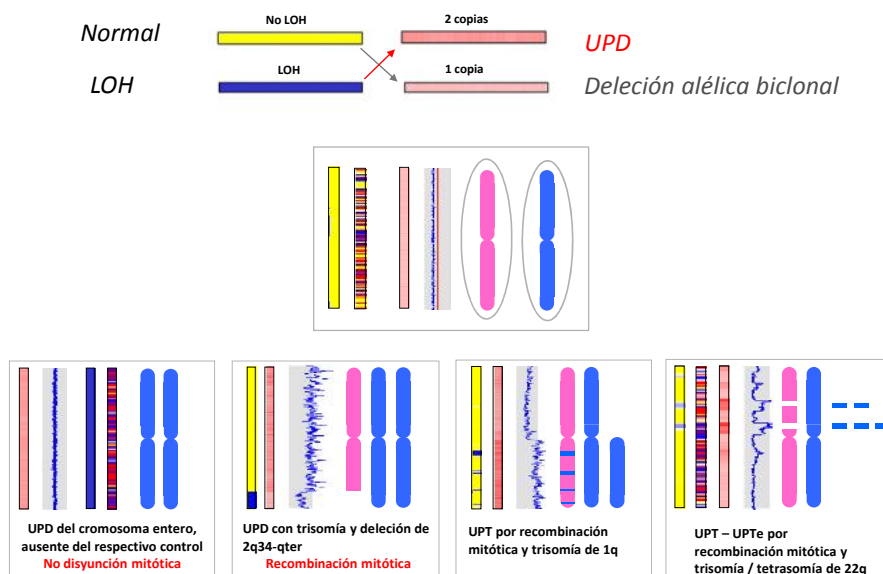 Normal
No LOH
2 copias
UPD
LOH
LOH
1 copia
Deleción alélica biclonal
UPD del cromosoma entero,
ausente del respectivo control
No disyunción mitótica
UPD con trisomía y deleción de
2q34-qter
Recombinación mitótica
UPT por recombinación
mitótica y trisomía de 1q
UPT – UPTe por
recombinación mitótica y
trisomía / tetrasomía de 22q